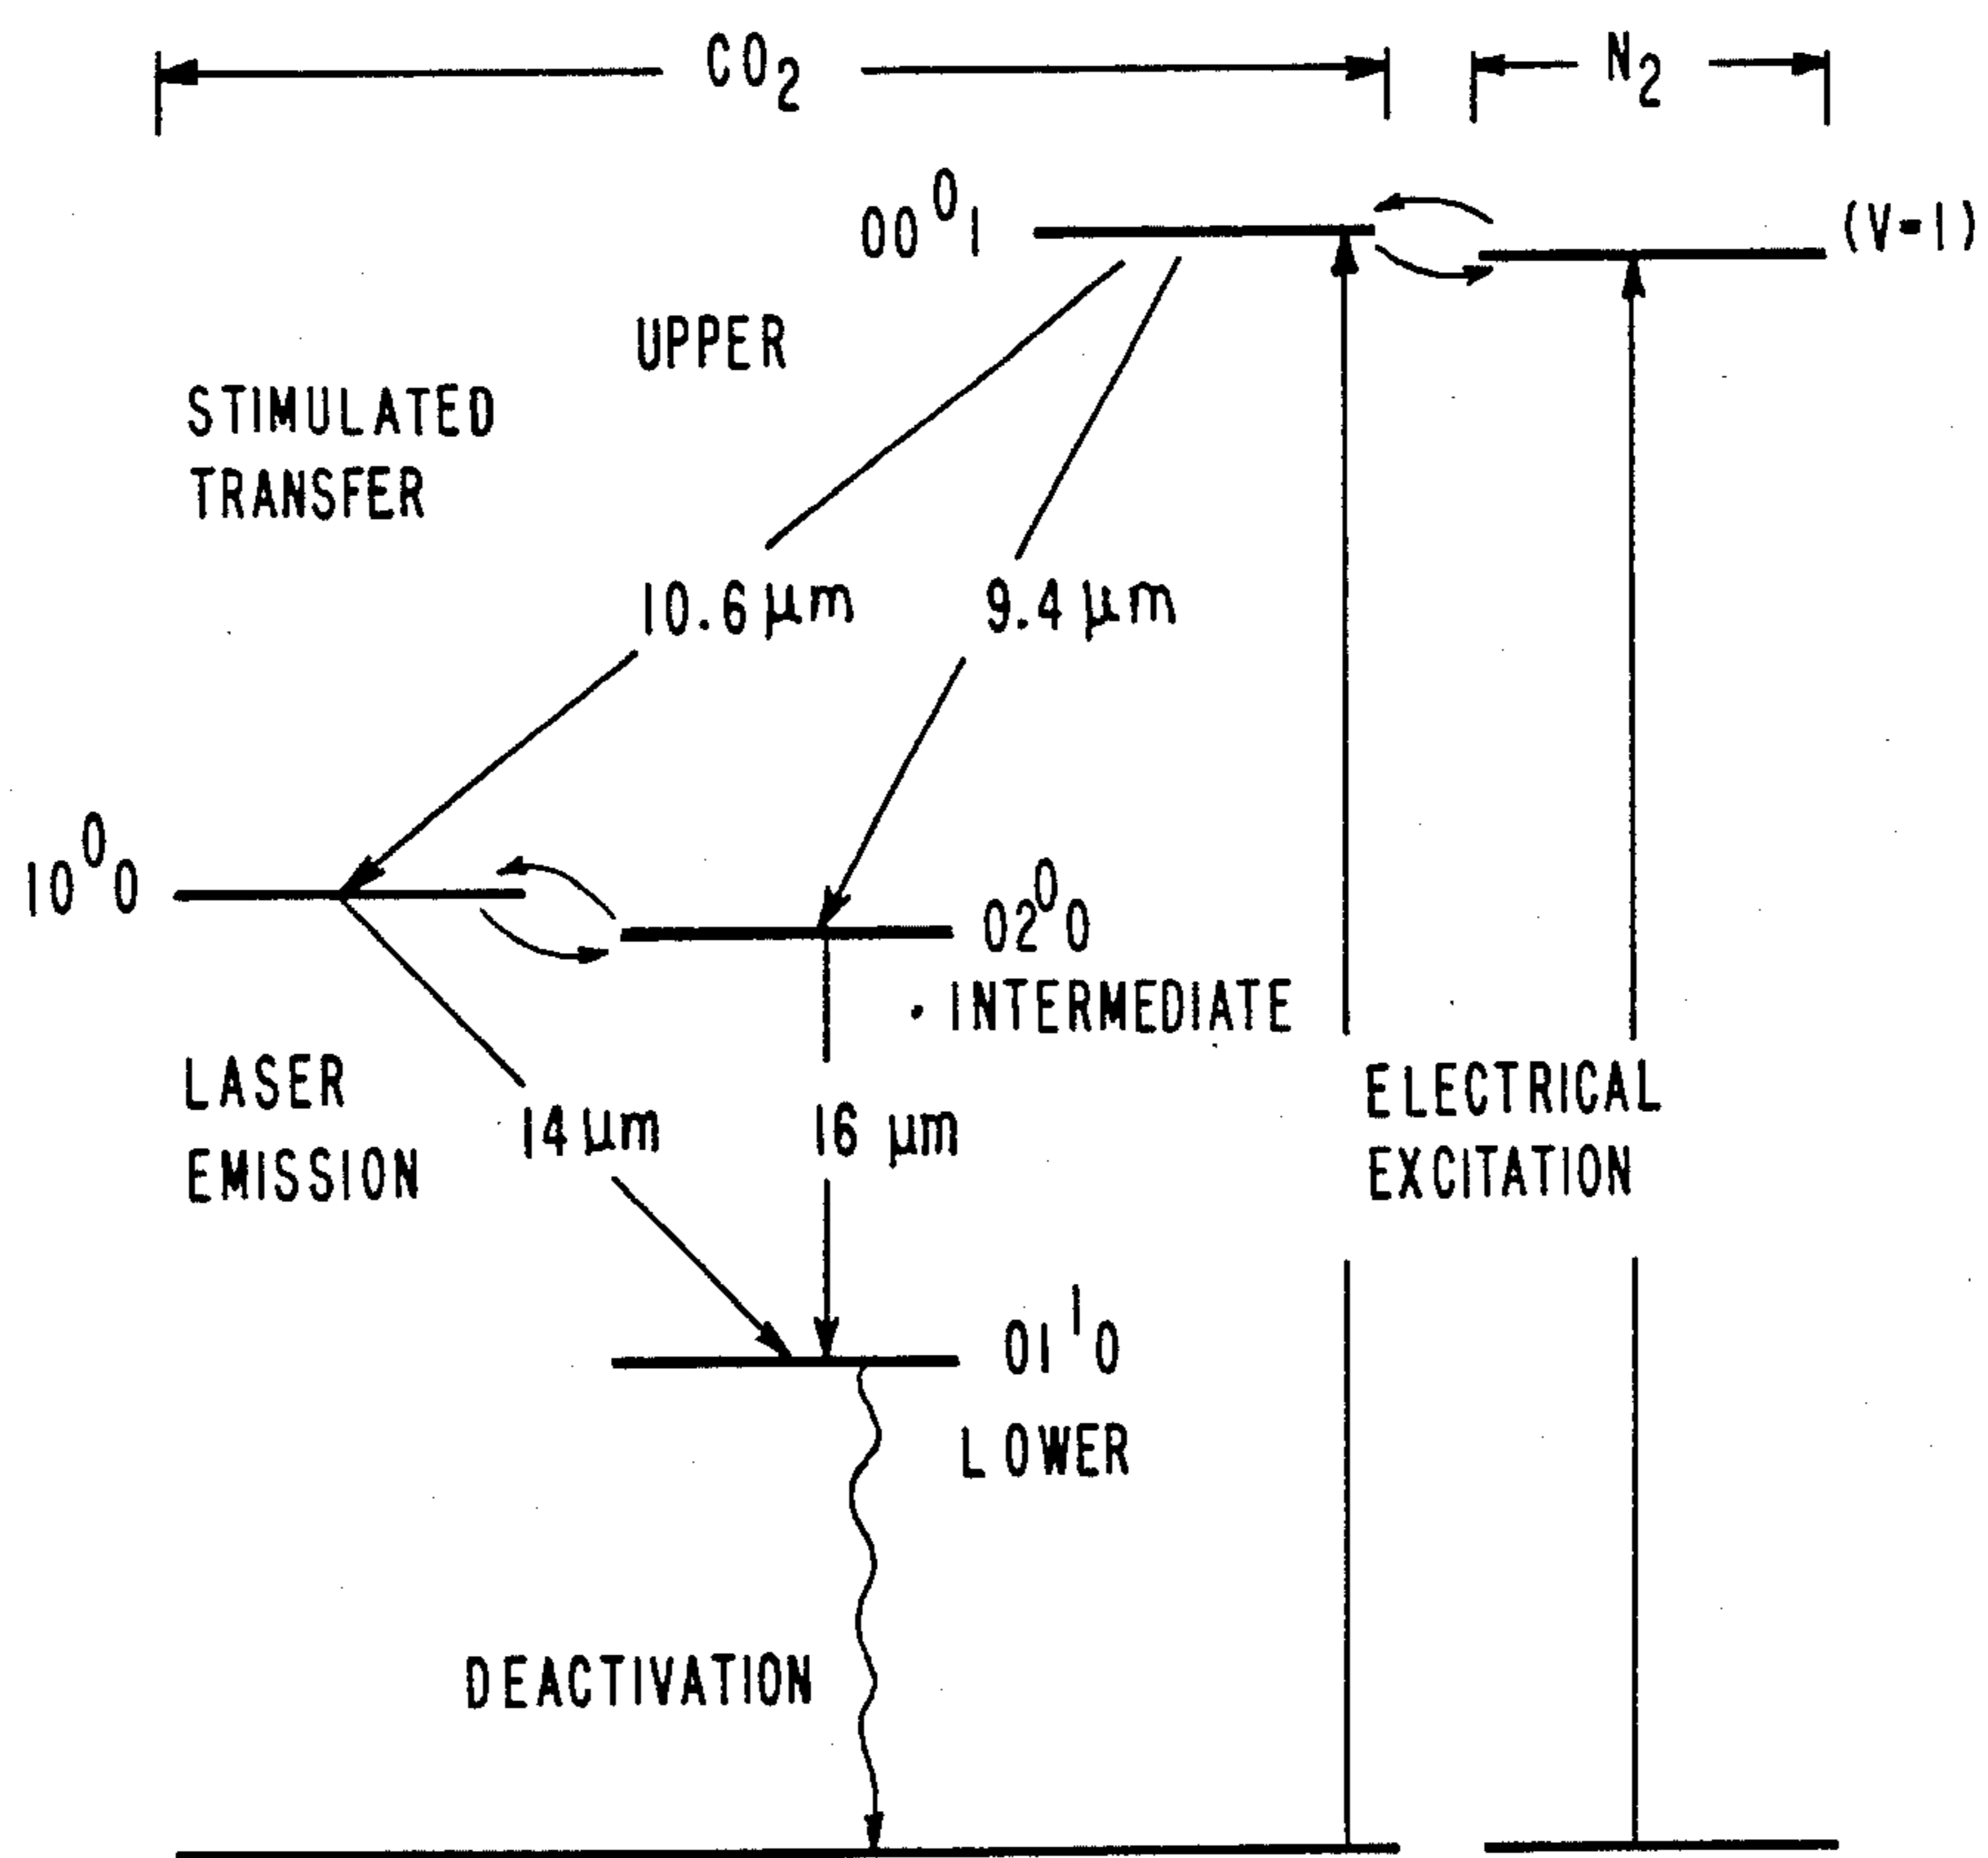 CO₂
N₂
00⁰1
(V=1)
UPPER
STIMULATED
TRANSFER
10.6 μm
9.4 μm
10⁰0
02⁰0
INTERMEDIATE
LASER
EMISSION
14 μm
16 μm
ELECTRICAL
EXCITATION
01¹0
LOWER
DEACTIVATION